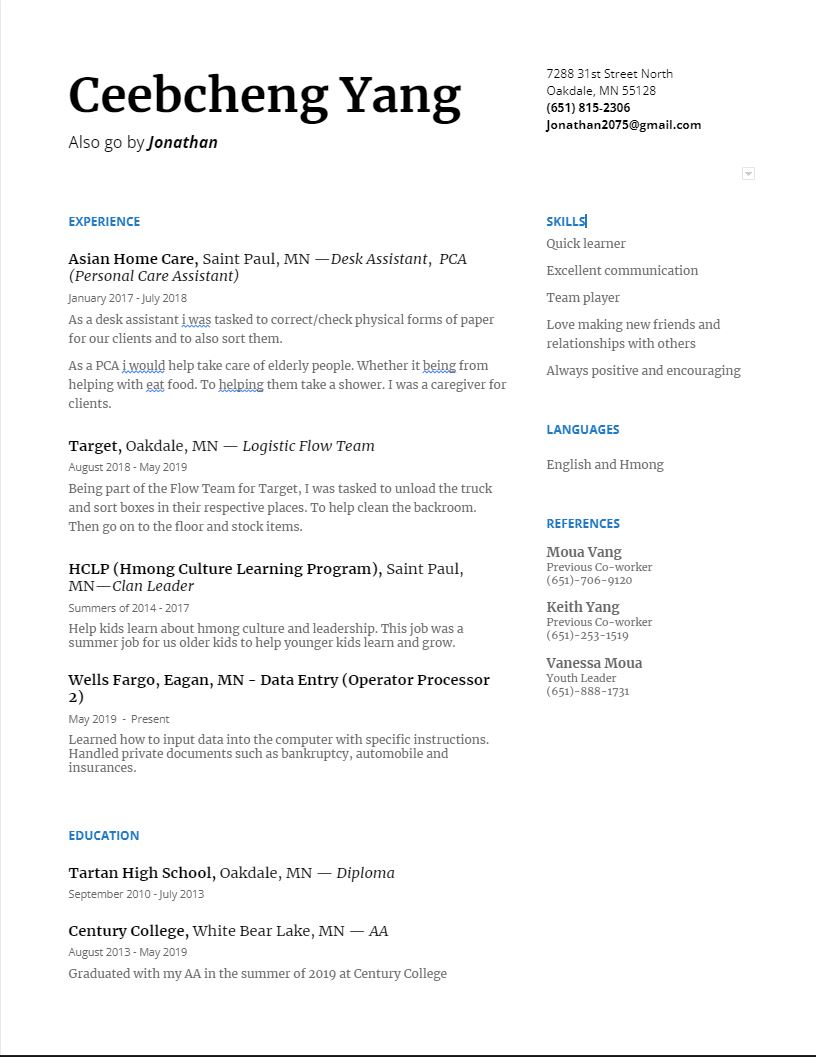 Ceebcheng Yang
Also go by Jonathan
7288 31st Street North
Oakdale, MN 55128
(651) 815-2306
Jonathan2075@gmail.com
EXPERIENCE
Asian Home Care, Saint Paul, MN —Desk Assistant,  PCA
(Personal Care Assistant)
January 2017 - July 2018
As a desk assistant i was tasked to correct/check physical forms of paper
for our clients and to also sort them.
As a PCA i would help take care of elderly people. Whether it being from
helping with eat food. To helping them take a shower. I was a caregiver for
clients.
Target, Oakdale, MN — Logistic Flow Team
August 2018 - May 2019
Being part of the Flow Team for Target, I was tasked to unload the truck
and sort boxes in their respective places. To help clean the backroom.
Then go on to the floor and stock items.
HCLP (Hmong Culture Learning Program), Saint Paul,
MN—Clan Leader
Summers of 2014 - 2017
Help kids learn about hmong culture and leadership. This job was a
summer job for us older kids to help younger kids learn and grow.
Wells Fargo, Eagan, MN - Data Entry (Operator Processor
2)
May 2019  -  Present
Learned how to input data into the computer with specific instructions.
Handled private documents such as bankruptcy, automobile and
insurances.
EDUCATION
Tartan High School, Oakdale, MN — Diploma
September 2010 - July 2013
Century College, White Bear Lake, MN — AA
August 2013 - May 2019
Graduated with my AA in the summer of 2019 at Century College
SKILLS
Quick learner
Excellent communication
Team player
Love making new friends and
relationships with others
Always positive and encouraging
LANGUAGES
English and Hmong
REFERENCES
Moua Vang
Previous Co-worker
(651)-706-9120
Keith Yang
Previous Co-worker
(651)-253-1519
Vanessa Moua
Youth Leader
(651)-888-1731